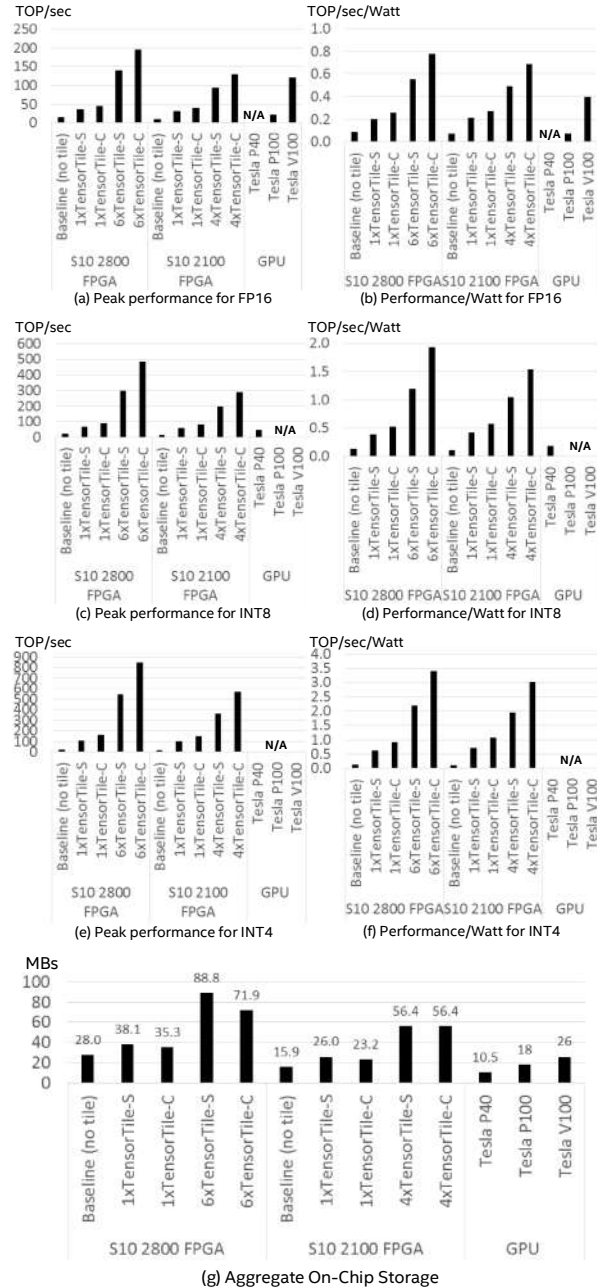 TOP/sec
250
200
150
100
50
0
N/A
Baseline (no tile)
1xTensorTile-S
1xTensorTile-C
6xTensorTile-S
6xTensorTile-C
Baseline (no tile)
1xTensorTile-S
1xTensorTile-C
4xTensorTile-S
4xTensorTile-C
Tesla P40
Tesla P100
Tesla V100
S10 2800 FPGA
S10 2100 FPGA
GPU
(a) Peak performance for FP16
TOP/sec/Watt
1.0
0.8
0.6
0.4
0.2
0.0
N/A
Baseline (no tile)
1xTensorTile-S
1xTensorTile-C
6xTensorTile-S
6xTensorTile-C
Baseline (no tile)
1xTensorTile-S
1xTensorTile-C
4xTensorTile-S
4xTensorTile-C
Tesla P40
Tesla P100
Tesla V100
S10 2800 FPGA
S10 2100 FPGA
GPU
(b) Performance/Watt for FP16
TOP/sec
600
500
400
300
200
100
0
N/A
Baseline (no tile)
1xTensorTile-S
1xTensorTile-C
6xTensorTile-S
6xTensorTile-C
Baseline (no tile)
1xTensorTile-S
1xTensorTile-C
4xTensorTile-S
4xTensorTile-C
Tesla P40
Tesla P100
Tesla V100
S10 2800 FPGA
S10 2100 FPGA
GPU
(c) Peak performance for INT8
TOP/sec/Watt
2.0
1.5
1.0
0.5
0.0
N/A
Baseline (no tile)
1xTensorTile-S
1xTensorTile-C
6xTensorTile-S
6xTensorTile-C
Baseline (no tile)
1xTensorTile-S
1xTensorTile-C
4xTensorTile-S
4xTensorTile-C
Tesla P40
Tesla P100
Tesla V100
S10 2800 FPGA
S10 2100 FPGA
GPU
(d) Performance/Watt for INT8
TOP/sec
900
800
700
600
500
400
300
200
100
0
N/A
Baseline (no tile)
1xTensorTile-S
1xTensorTile-C
6xTensorTile-S
6xTensorTile-C
Baseline (no tile)
1xTensorTile-S
1xTensorTile-C
4xTensorTile-S
4xTensorTile-C
Tesla P40
Tesla P100
Tesla V100
S10 2800 FPGA
S10 2100 FPGA
GPU
(e) Peak performance for INT4
TOP/sec/Watt
4.0
3.5
3.0
2.5
2.0
1.5
1.0
0.5
0.0
N/A
Baseline (no tile)
1xTensorTile-S
1xTensorTile-C
6xTensorTile-S
6xTensorTile-C
Baseline (no tile)
1xTensorTile-S
1xTensorTile-C
4xTensorTile-S
4xTensorTile-C
Tesla P40
Tesla P100
Tesla V100
S10 2800 FPGA
S10 2100 FPGA
GPU
(f) Performance/Watt for INT4
MBs
100
80
60
40
20
0
28.0
38.1
35.3
88.8
71.9
15.9
26.0
23.2
56.4
56.4
10.5
18
26
Baseline (no tile)
1xTensorTile-S
1xTensorTile-C
6xTensorTile-S
6xTensorTile-C
Baseline (no tile)
1xTensorTile-S
1xTensorTile-C
4xTensorTile-S
4xTensorTile-C
Tesla P40
Tesla P100
Tesla V100
S10 2800 FPGA
S10 2100 FPGA
GPU
(g) Aggregate On-Chip Storage